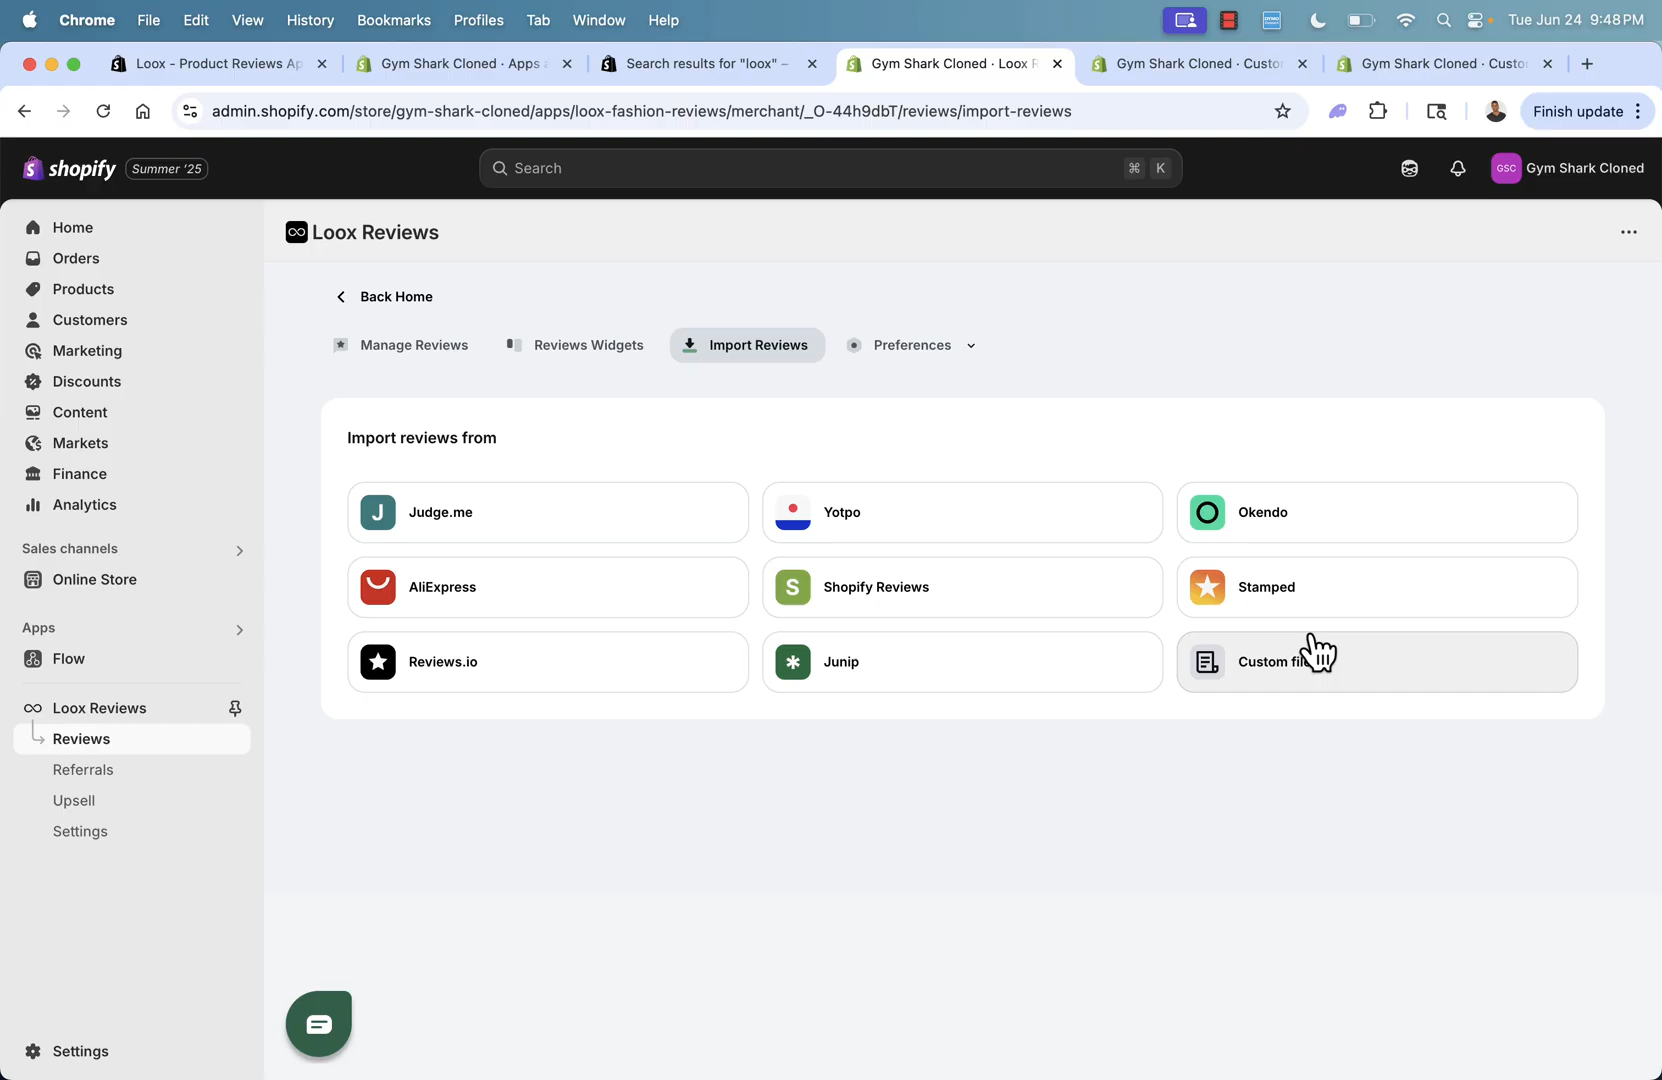 Chrome File Edit View History Bookmarks Profiles Tab Window Help Tue Jun 24 9:48 PM
Loox - Product Reviews Ap Gym Shark Cloned · Apps a Search results for "loox" – Gym Shark Cloned · Loox R Gym Shark Cloned · Custo Gym Shark Cloned · Custo
admin.shopify.com/store/gym-shark-cloned/apps/loox-fashion-reviews/merchant/_O-44h9dbT/reviews/import-reviews Finish update
shopify Summer '25 Search ⌘ K GSC Gym Shark Cloned
Home
Orders
Products
Customers
Marketing
Discounts
Content
Markets
Finance
Analytics
Sales channels
Online Store
Apps
Flow
Loox Reviews
Reviews
Referrals
Upsell
Settings
Settings
Loox Reviews
Back Home
Manage Reviews Reviews Widgets Import Reviews Preferences
Import reviews from
J Judge.me Yotpo Okendo
AliExpress S Shopify Reviews Stamped
Reviews.io Junip Custom